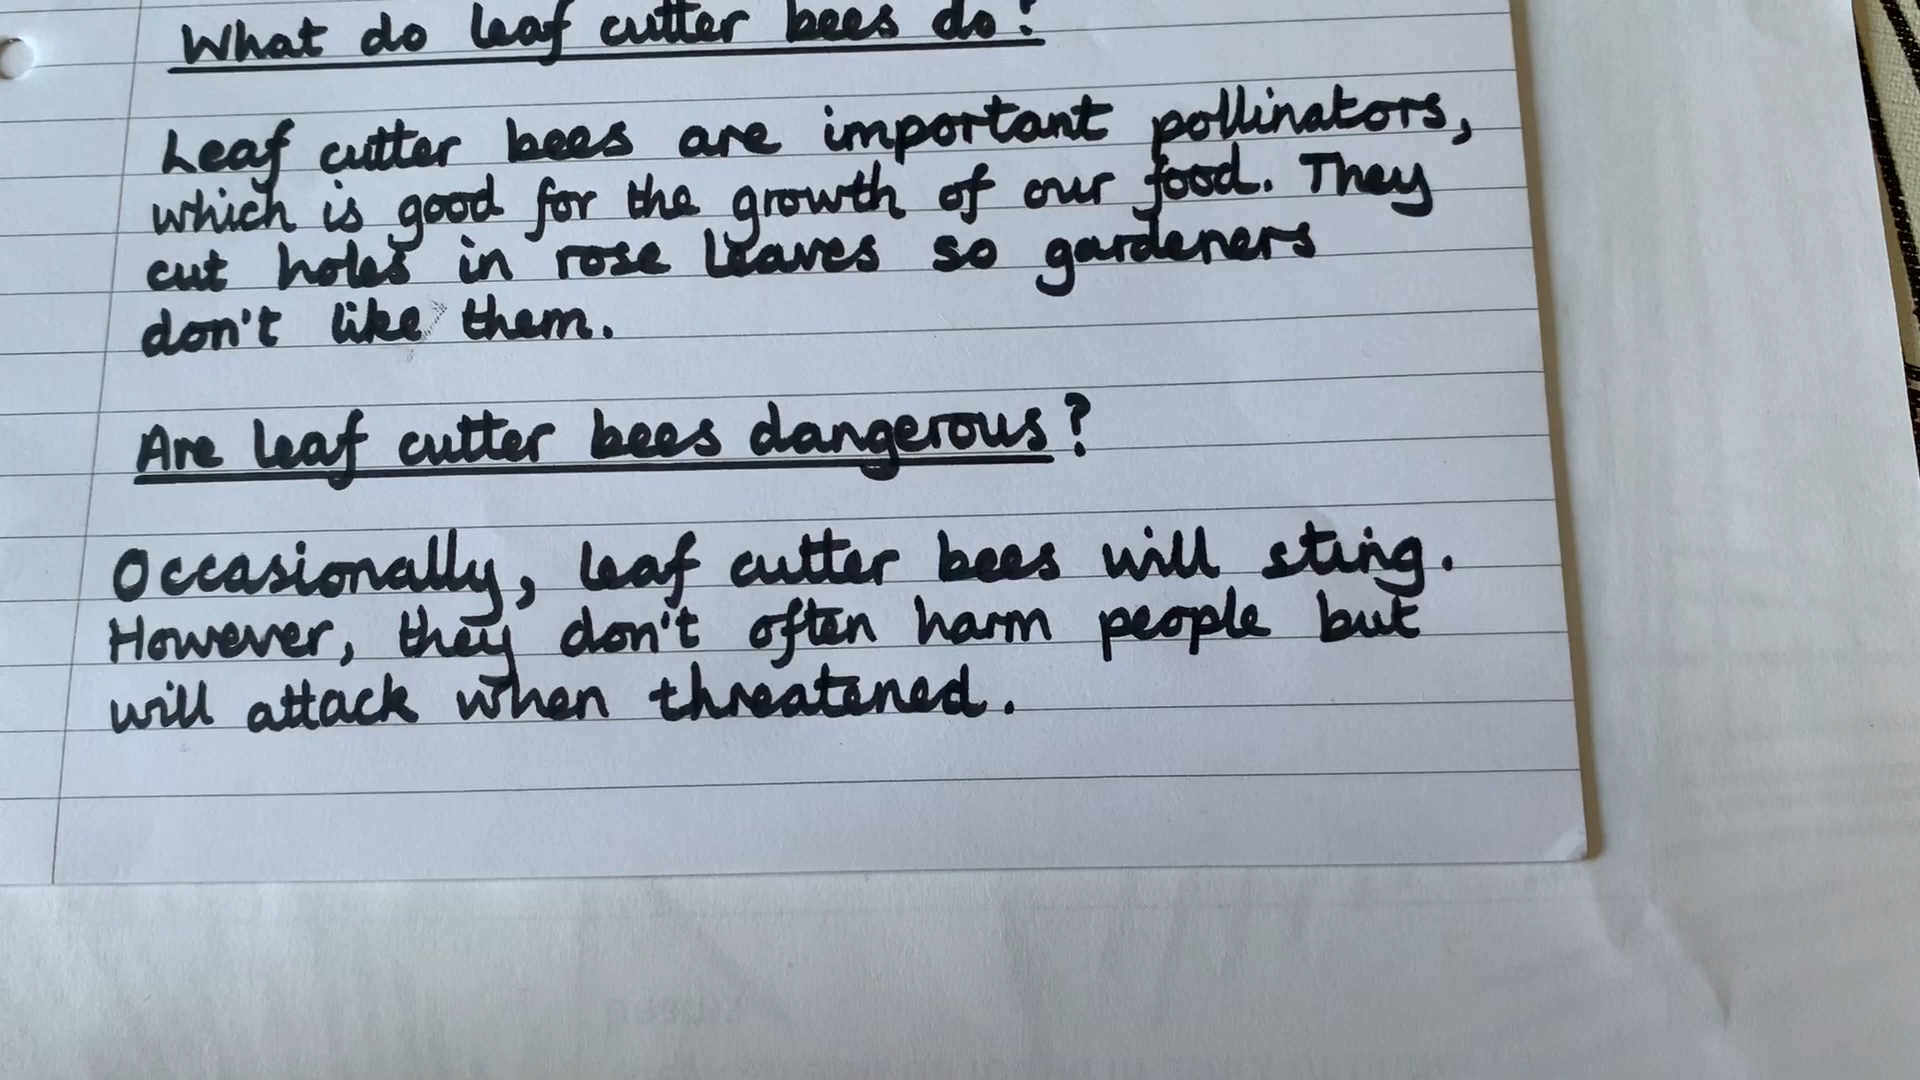 What do leaf cutter bees do?
Leaf cutter bees are important pollinators,
which is good for the growth of our food. They
cut holes in rose leaves so gardeners
don't like them.
Are leaf cutter bees dangerous?
Occasionally, leaf cutter bees will sting.
However, they don't often harm people but
will attack when threatened.